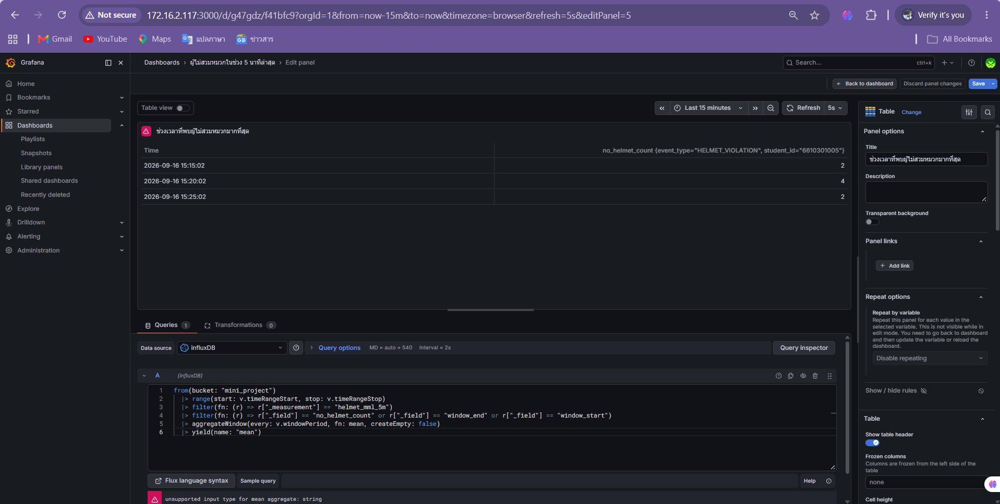 Not secure
172.16.2.117:3000/d/g47gdz/f41bfc9?orgId=1&from=now-15m&to=now&timezone=browser&refresh=5s&editPanel=5
Verify it's you
Gmail
YouTube
Maps
แปลภาษา
ข่าวสาร
All Bookmarks
Grafana
Dashboards › ผู้ไม่สวมหมวกในช่วง 5 นาทีล่าสุด › Edit panel
Search...
ctrl+k
Home
Bookmarks
Starred
Dashboards
Playlists
Snapshots
Library panels
Shared dashboards
Recently deleted
Explore
Drilldown
Alerting
Administration
Back to dashboard
Discard panel changes
Save
Table view
Last 15 minutes
Refresh
5s
ช่วงเวลาที่พบผู้ไม่สวมหมวกมากที่สุด
Time
no_helmet_count {event_type="HELMET_VIOLATION", student_id="6610301005"}
2026-09-16 15:15:02
2
2026-09-16 15:20:02
4
2026-09-16 15:25:02
2
Queries 1
Transformations 0
Data source
influxDB
Query options
MD = auto = 540
Interval = 2s
Query inspector
A
(influxDB)
1 from(bucket: "mini_project")
2 |> range(start: v.timeRangeStart, stop: v.timeRangeStop)
3 |> filter(fn: (r) => r["_measurement"] == "helmet_mml_5m")
4 |> filter(fn: (r) => r["_field"] == "no_helmet_count" or r["_field"] == "window_end" or r["_field"] == "window_start")
5 |> aggregateWindow(every: v.windowPeriod, fn: mean, createEmpty: false)
6 |> yield(name: "mean")
Flux language syntax
Sample query
Help
unsupported input type for mean aggregate: string
Table
Change
Panel options
Title
ช่วงเวลาที่พบผู้ไม่สวมหมวกมากที่สุด
Description
Transparent background
Panel links
Add link
Repeat options
Repeat by variable
Repeat this panel for each value in the
selected variable. This is not visible while in
edit mode. You need to go back to dashboard
and then update the variable or reload the
dashboard.
Disable repeating
Show / hide rules
Table
Show table header
Frozen columns
Columns are frozen from the left side of the
table
none
Cell height